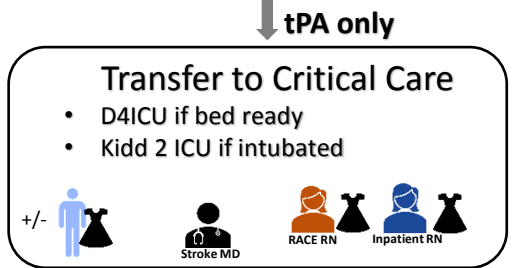 tPA only
Transfer to Critical Care
• D4ICU if bed ready
• Kidd 2 ICU if intubated
+/-
Stroke MD
RACE RN
Inpatient RN